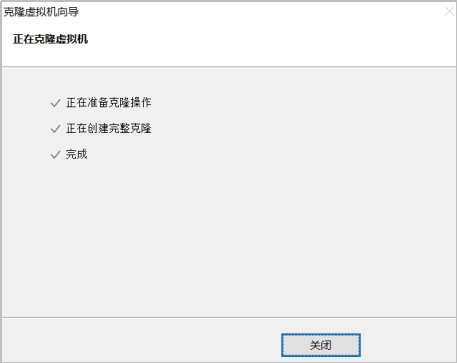 克隆虚拟机向导
正在克隆虚拟机
正在准备克隆操作
正在创建完整克隆
完成
关闭